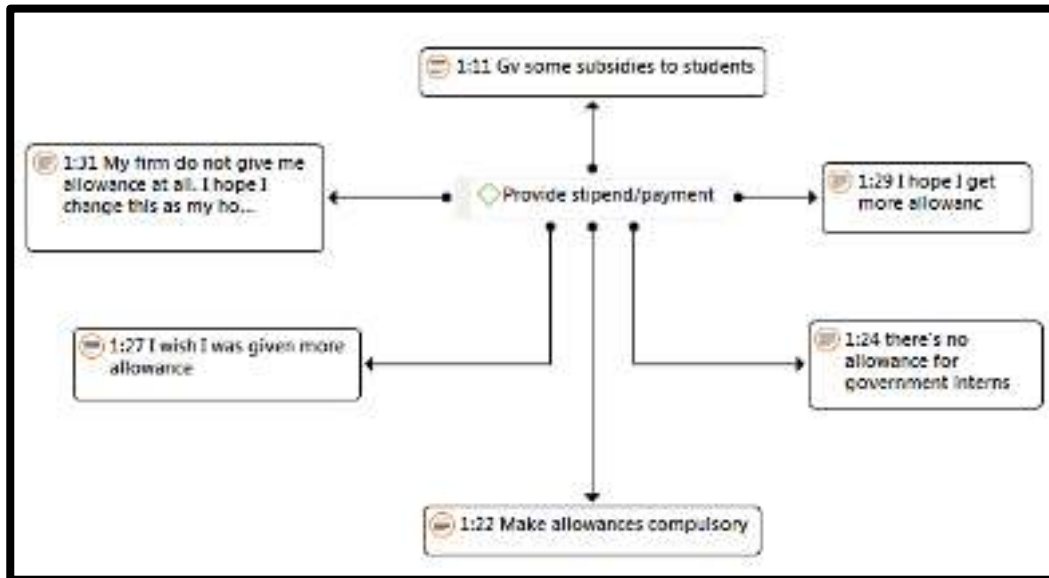 1:11 Gv some subsidies to students
1:31 My firm do not give me
allowance at all. I hope I
change this as my ho...
Provide stipend/payment
1:29 I hope I get
more allowanc
1:27 I wish I was given more
allowance
1:24 there's no
allowance for
government interns
1:22 Make allowances compulsory